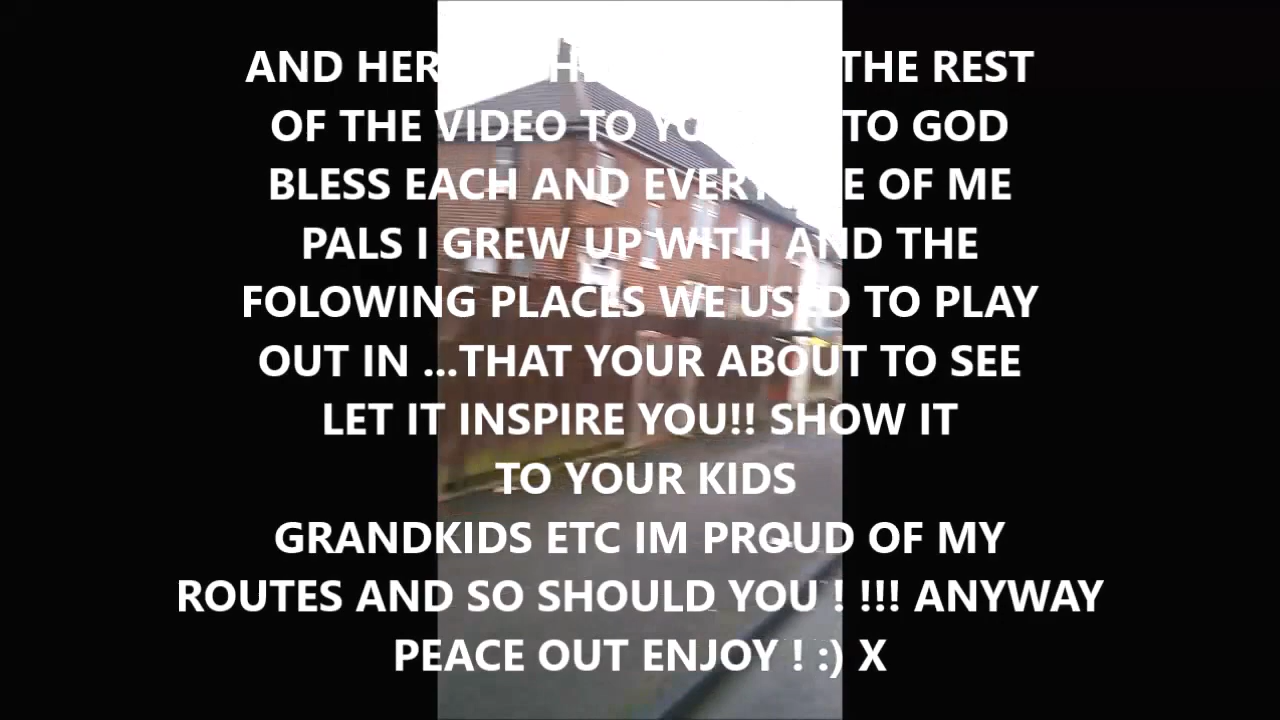 AND HER THE REST
OF THE VIDEO TO TO GOD
BLESS EACH AND OF ME
PALS I GREW UP WITH AND THE
FOLOWING PLACES WE USED TO PLAY
OUT IN ...THAT YOUR ABOUT TO SEE
LET IT INSPIRE YOU!! SHOW IT
TO YOUR KIDS
GRANDKIDS ETC IM PROUD OF MY
ROUTES AND SO SHOULD YOU ! !!! ANYWAY
PEACE OUT ENJOY ! :) X